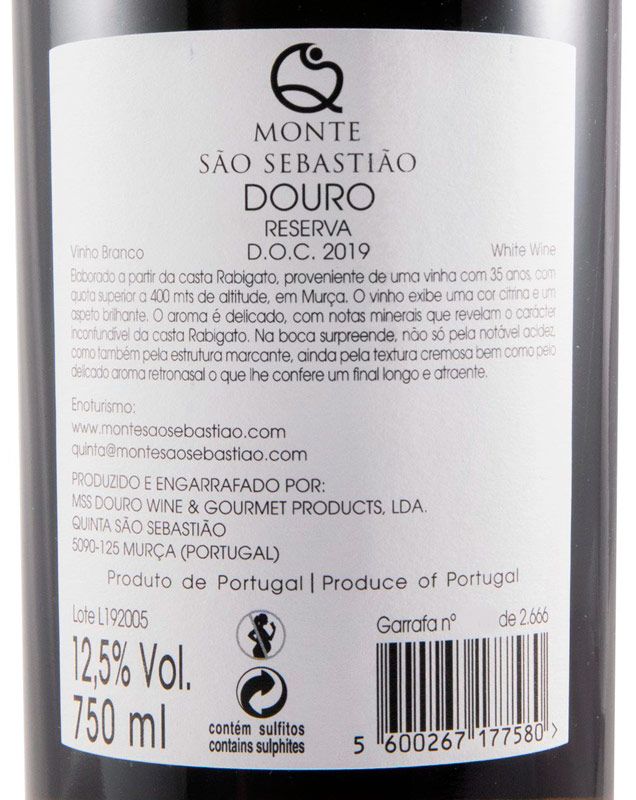 MONTE
SÃO SEBASTIÃO
DOURO
RESERVA
Vinho Branco D.O.C. 2019 White Wine
Elaborado a partir da casta Rabigato, proveniente de uma vinha com 35 anos, com
quota superior a 400 mts de altitude, em Murça. O vinho exibe uma cor citrina e um
aspeto brilhante. O aroma é delicado, com notas minerais que revelam o carácter
inconfundível da casta Rabigato. Na boca surpreende, não só pela notável acidez,
como também pela estrutura marcante, ainda pela textura cremosa bem como pelo
delicado aroma retronasal o que lhe confere um final longo e atraente.
Enoturismo:
www.montesaosebastiao.com
quinta@montesaosebastiao.com
PRODUZIDO E ENGARRAFADO POR:
MSS DOURO WINE & GOURMET PRODUCTS, LDA.
QUINTA SÃO SEBASTIÃO
5090-125 MURÇA (PORTUGAL)
Produto de Portugal | Produce of Portugal
Lote L192005
12,5% Vol.
750 ml
contém sulfitos
contains sulphites
Garrafa nº de 2.666
5 600267 177580 >